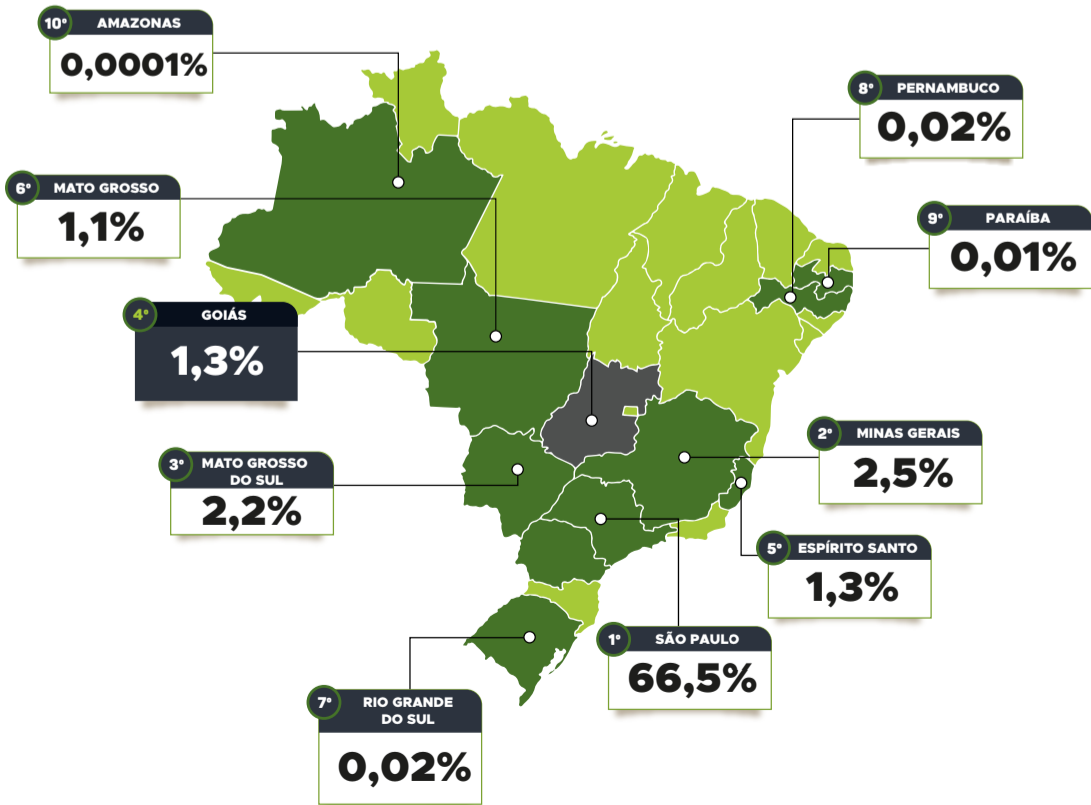 10º AMAZONAS
0,0001%
8º PERNAMBUCO
0,02%
6º MATO GROSSO
1,1%
9º PARAÍBA
0,01%
4º GOIÁS
1,3%
2º MINAS GERAIS
2,5%
3º MATO GROSSO
DO SUL
2,2%
5º ESPÍRITO SANTO
1,3%
1º SÃO PAULO
66,5%
7º RIO GRANDE
DO SUL
0,02%